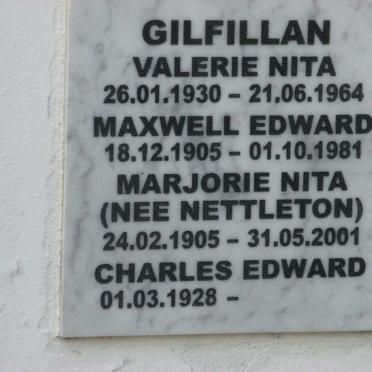 GILFILLAN
VALERIE NITA
26.01.1930 – 21.06.1964
MAXWELL EDWARD
18.12.1905 – 01.10.1981
MARJORIE NITA
(NEE NETTLETON)
24.02.1905 – 31.05.2001
CHARLES EDWARD
01.03.1928 –